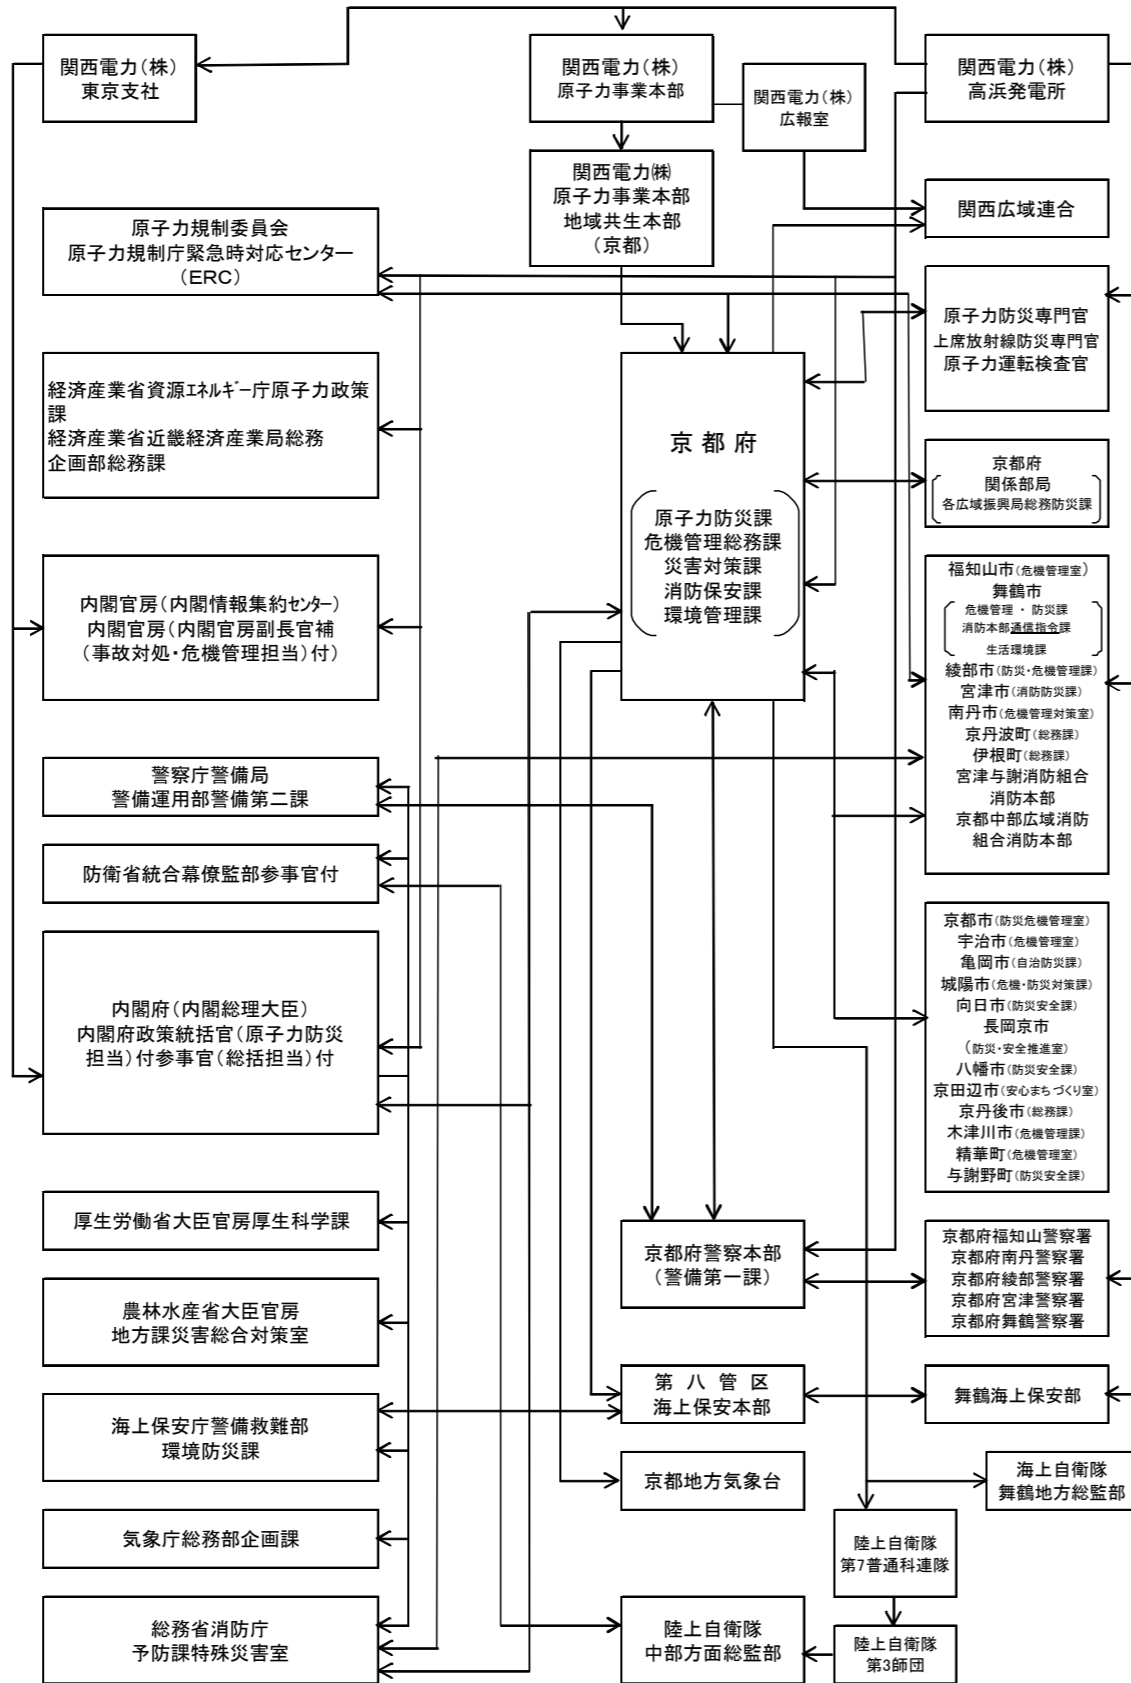 関西電力（株）
東京支社
関西電力（株）
原子力事業本部
関西電力（株）
広報室
関西電力（株）
高浜発電所
関西電力㈱
原子力事業本部
地域共生本部
（京都）
関西広域連合
原子力規制委員会
原子力規制庁緊急時対応センター
（ERC）
原子力防災専門官
上席放射線防災専門官
原子力運転検査官
経済産業省資源エネルギー庁原子力政策
課
経済産業省近畿経済産業局総務
企画部総務課
京都府
原子力防災課
危機管理総務課
災害対策課
消防保安課
環境管理課
京都府
関係部局
各広域振興局総務防災課
内閣官房（内閣情報集約センター）
内閣官房（内閣官房副長官補
（事故対処・危機管理担当）付）
福知山市（危機管理室）
舞鶴市
危機管理・防災課
消防本部通信指令課
生活環境課
綾部市（防災・危機管理課）
宮津市（消防防災課）
南丹市（危機管理対策室）
京丹波町（総務課）
伊根町（総務課）
宮津与謝消防組合
消防本部
京都中部広域消防
組合消防本部
警察庁警備局
警備運用部警備第二課
防衛省統合幕僚監部参事官付
内閣府（内閣総理大臣）
内閣府政策統括官（原子力防災
担当）付参事官（総括担当）付
京都市（防災危機管理室）
宇治市（危機管理室）
亀岡市（自治防災課）
城陽市（危機・防災対策課）
向日市（防災安全課）
長岡京市
（防災・安全推進室）
八幡市（防災安全課）
京田辺市（安心まちづくり室）
京丹後市（総務課）
木津川市（危機管理課）
精華町（危機管理室）
与謝野町（防災安全課）
厚生労働省大臣官房厚生科学課
京都府警察本部
（警備第一課）
京都府福知山警察署
京都府南丹警察署
京都府綾部警察署
京都府宮津警察署
京都府舞鶴警察署
農林水産省大臣官房
地方課災害総合対策室
第八管区
海上保安本部
舞鶴海上保安部
海上保安庁警備救難部
環境防災課
京都地方気象台
海上自衛隊
舞鶴地方総監部
気象庁総務部企画課
陸上自衛隊
第7普通科連隊
総務省消防庁
予防課特殊災害室
陸上自衛隊
中部方面総監部
陸上自衛隊
第3師団